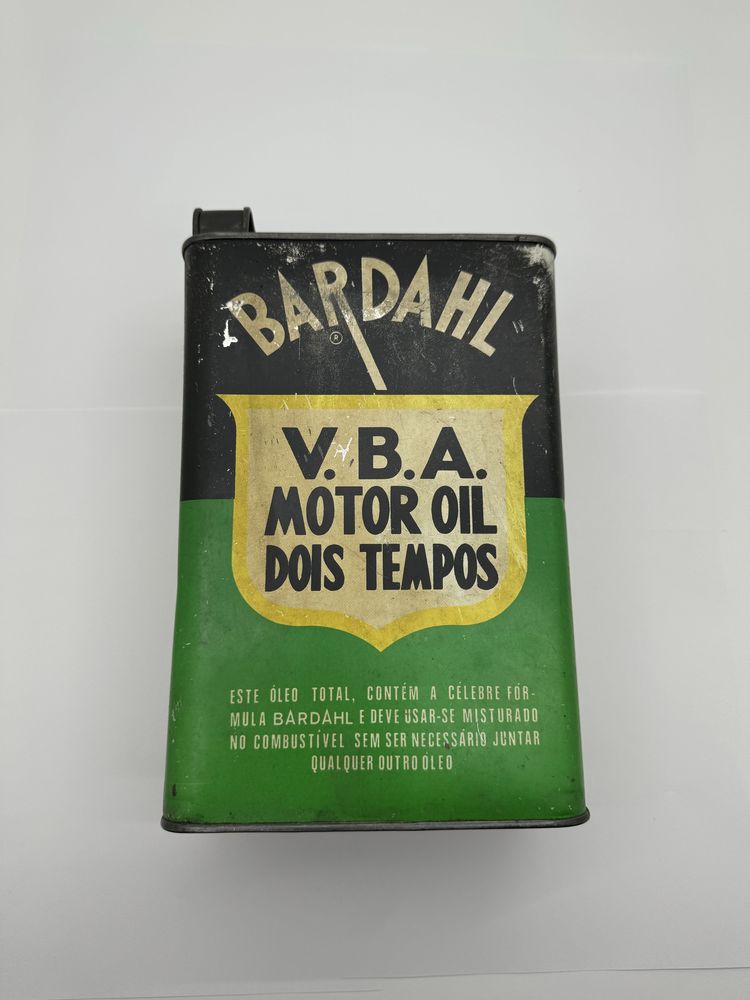 BARDAHL
®
V.B.A.
MOTOR OIL
DOIS TEMPOS
ESTE ÓLEO TOTAL, CONTÉM A CÉLEBRE FÓR-
MULA BARDAHL E DEVE USAR-SE MISTURADO
NO COMBUSTÍVEL SEM SER NECESSÁRIO JUNTAR
QUALQUER OUTRO ÓLEO